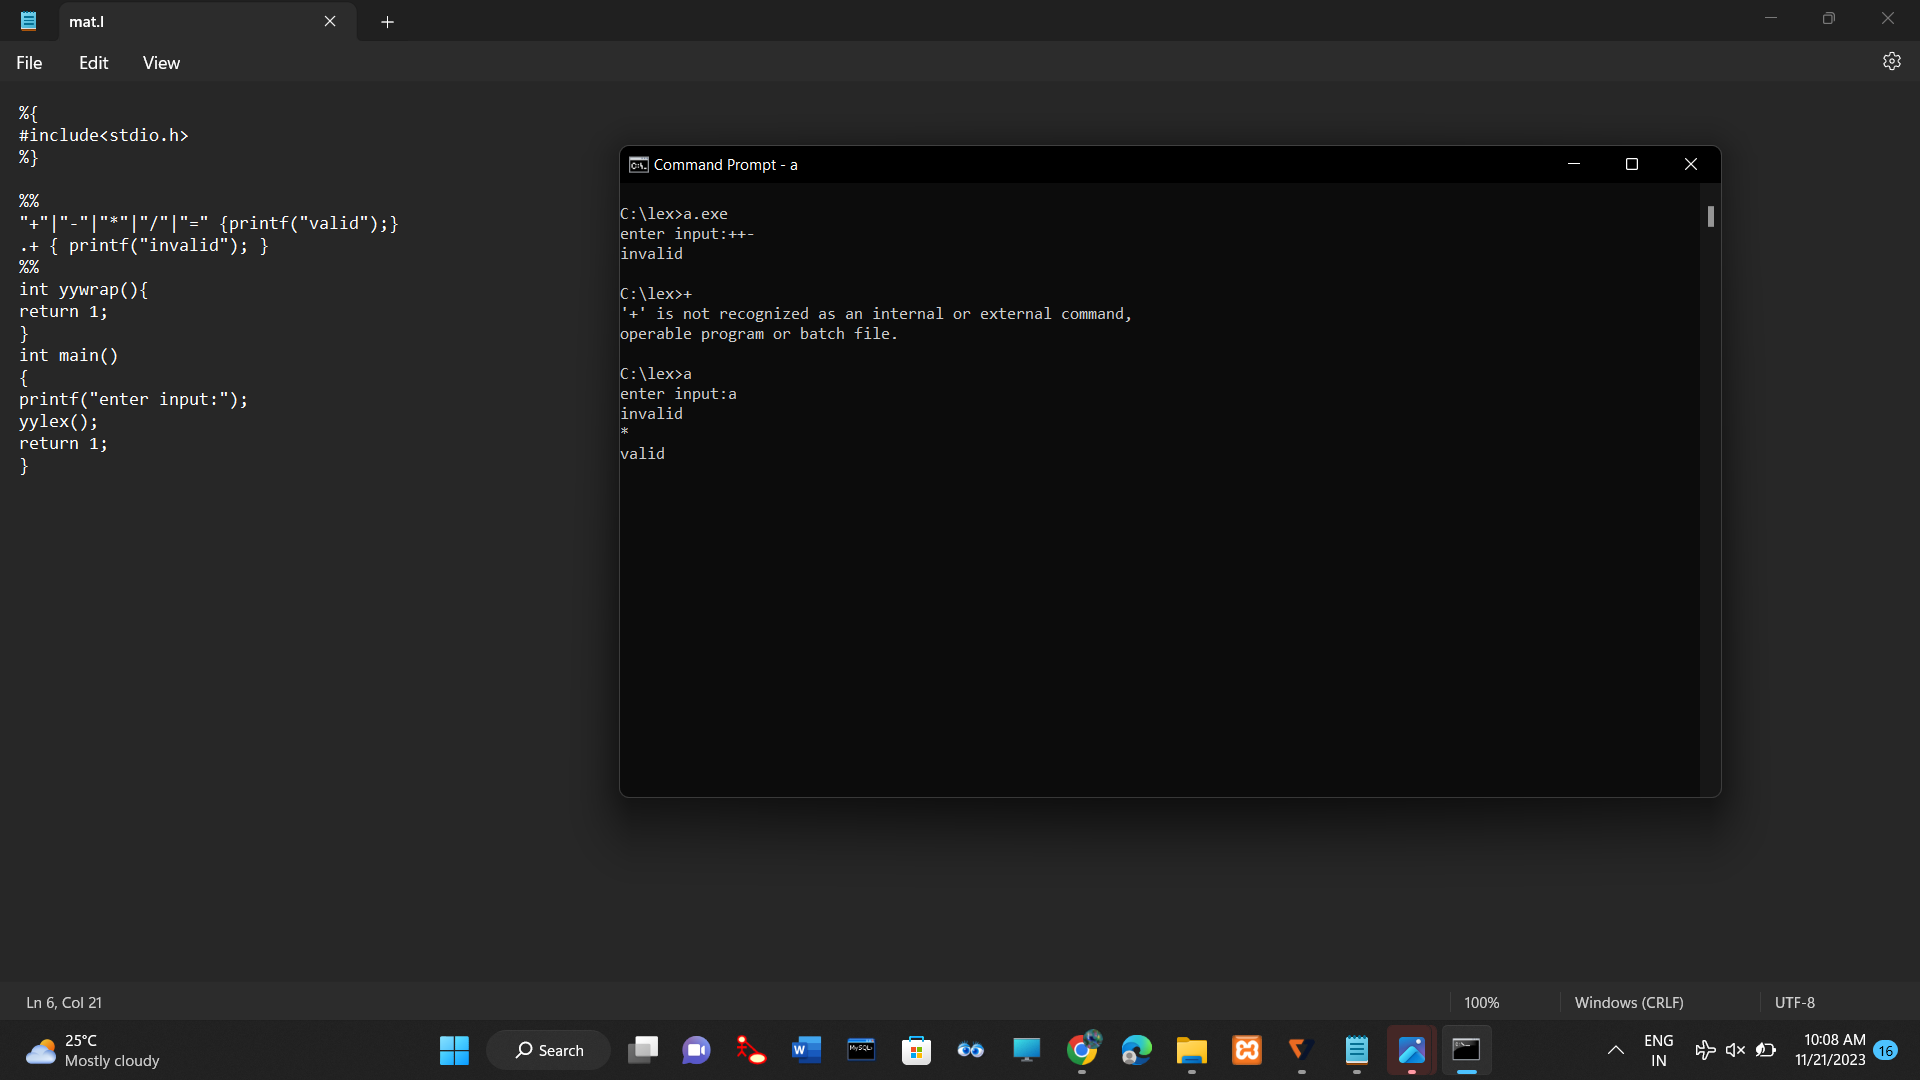 mat.l
File Edit View
%{
#include<stdio.h>
%}
%%
"+"|"-"|"*"|"/"|"=" {printf("valid");}
.+ { printf("invalid"); }
%%
int yywrap(){
return 1;
}
int main()
{
printf("enter input:");
yylex();
return 1;
}
Command Prompt - a
C:\lex>a.exe
enter input:++-
invalid
C:\lex>+
'+' is not recognized as an internal or external command,
operable program or batch file.
C:\lex>a
enter input:a
invalid
*
valid
Ln 6, Col 21 100% Windows (CRLF) UTF-8
25°C
Mostly cloudy
Search
ENG
IN
10:08 AM
11/21/2023
16